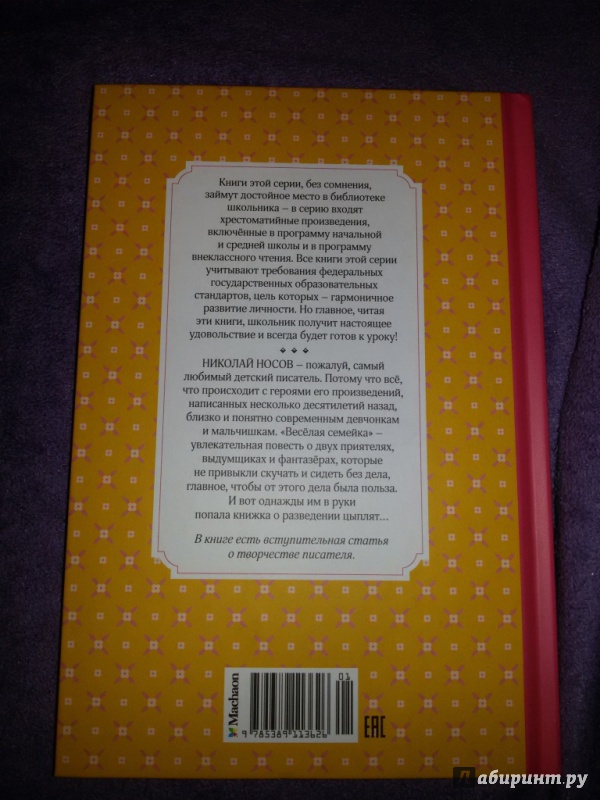 Книги этой серии, без сомнения,
займут достойное место в библиотеке
школьника – в серию входят
хрестоматийные произведения,
включённые в программу начальной
и средней школы и в программу
внеклассного чтения. Все книги этой серии
учитывают требования федеральных
государственных образовательных
стандартов, цель которых – гармоничное
развитие личности. Но главное, читая
эти книги, школьник получит настоящее
удовольствие и всегда будет готов к уроку!
НИКОЛАЙ НОСОВ – пожалуй, самый
любимый детский писатель. Потому что всё,
что происходит с героями его произведений,
написанных несколько десятилетий назад,
близко и понятно современным девчонкам
и мальчишкам. «Весёлая семейка» –
увлекательная повесть о двух приятелях,
выдумщиках и фантазёрах, которые
не привыкли скучать и сидеть без дела,
главное, чтобы от этого дела была польза.
И вот однажды им в руки
попала книжка о разведении цыплят...
В книге есть вступительная статья
о творчестве писателя.
Machaon
01
9 785389 113626
ЕАС
Лабиринт.ру